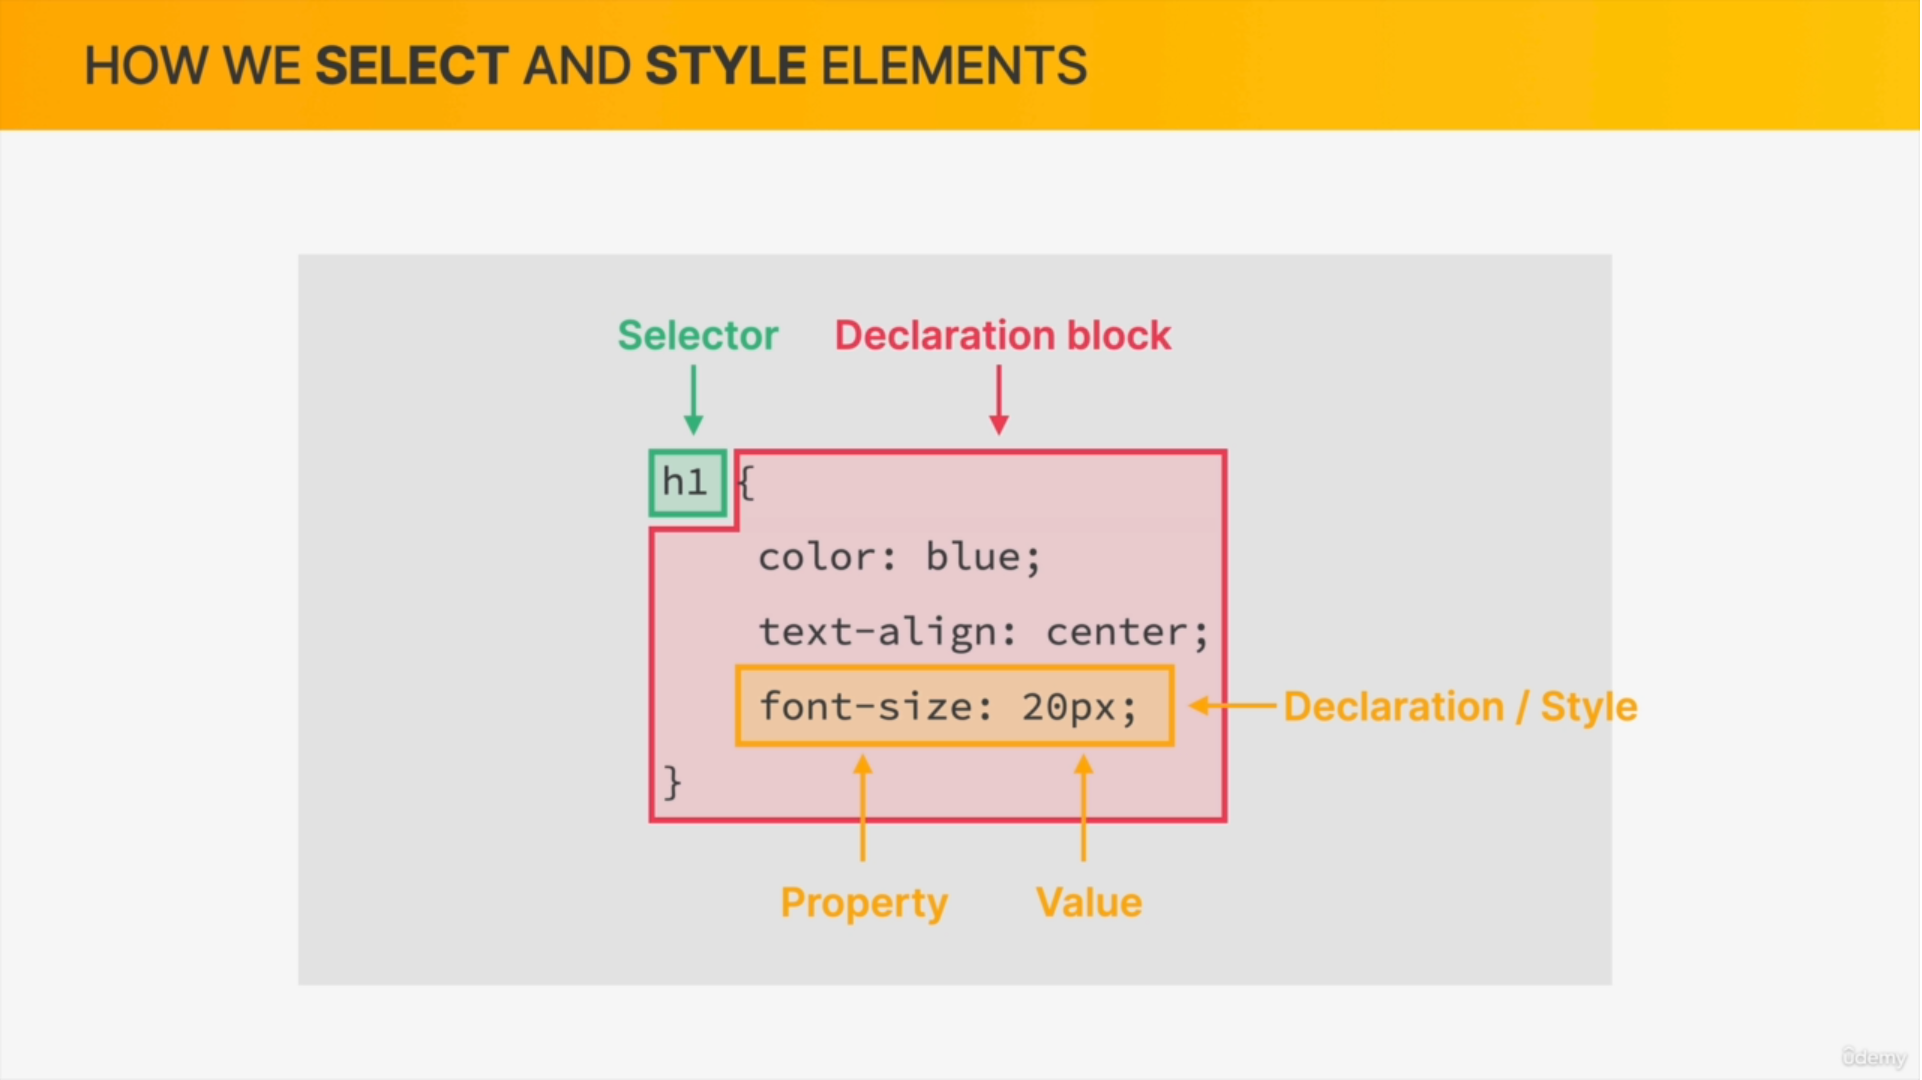 HOW WE SELECT AND STYLE ELEMENTS
Selector
Declaration block
h1 {
color: blue;
text-align: center;
font-size: 20px;
Declaration / Style
}
Property
Value
ûdemy